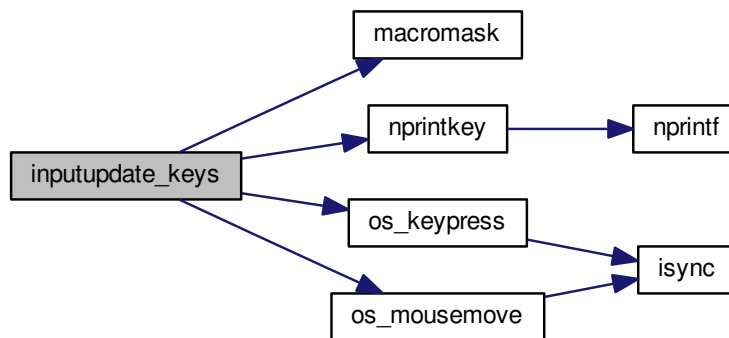 macromask
nprintkey
nprintf
inputupdate_keys
os_keypress
isync
os_mousemove